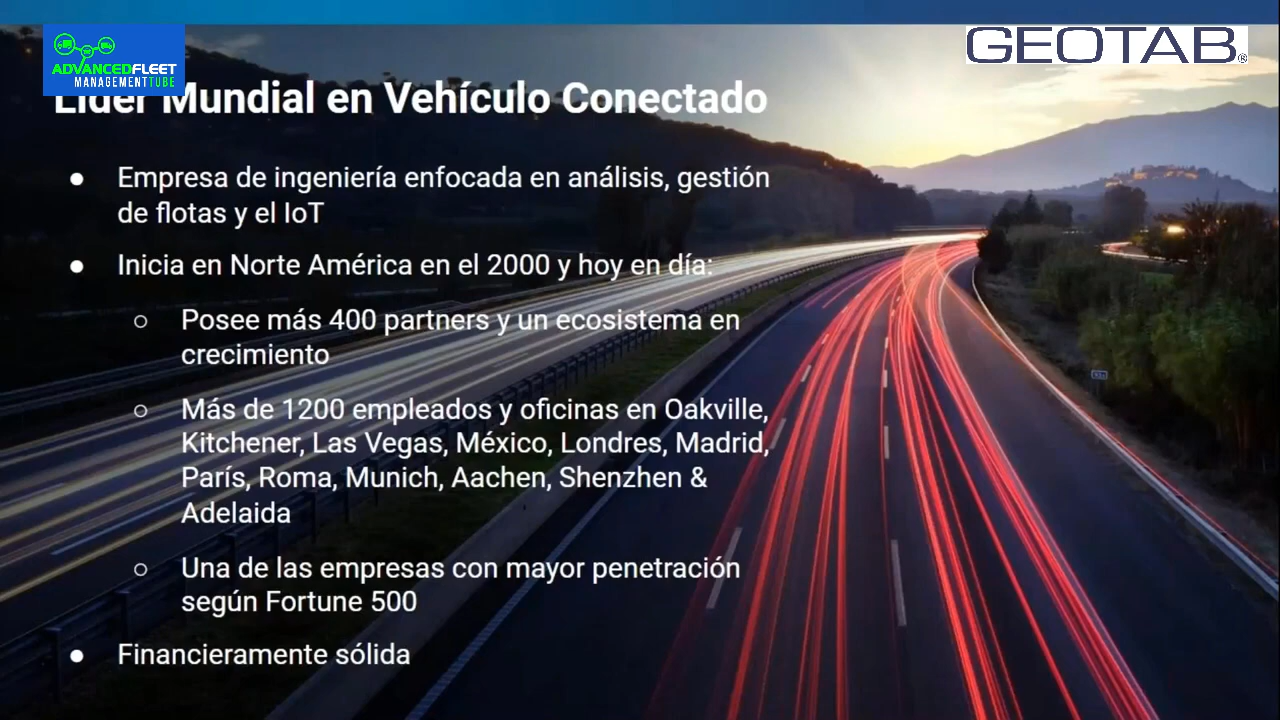 ADVANCEDFLEET
MANAGEMENTTUBE
GEOTAB®
Líder Mundial en Vehículo Conectado
● Empresa de ingeniería enfocada en análisis, gestión
de flotas y el IoT
● Inicia en Norte América en el 2000 y hoy en día:
○ Posee más 400 partners y un ecosistema en
crecimiento
○ Más de 1200 empleados y oficinas en Oakville,
Kitchener, Las Vegas, México, Londres, Madrid,
París, Roma, Munich, Aachen, Shenzhen &
Adelaida
○ Una de las empresas con mayor penetración
según Fortune 500
● Financieramente sólida